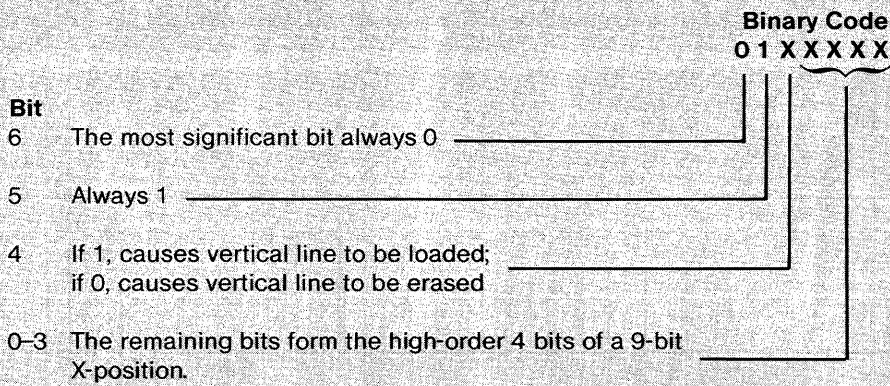 Binary Code
0 1 X X X X X
Bit
6 The most significant bit always 0
5 Always 1
4 If 1, causes vertical line to be loaded;
if 0, causes vertical line to be erased
0–3 The remaining bits form the high-order 4 bits of a 9-bit
X-position.